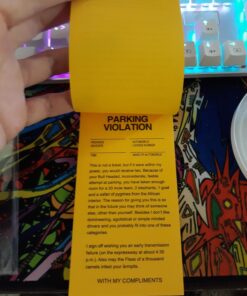 PARKING
VIOLATION
TIME
This is not a ticket, but if it were within my
power, you would receive two. Because of
your Bull Headed, inconsiderate, feeble
attempt at parking, you have taken enough
room for a 20 mule team, 2 elephants, 1 goat
and a safari of pygmies from the African
interior. The reason for giving you this is so
that in the future you may think of someone
else, other than yourself. Besides I don't like
domineering, egotistical or simple minded
drivers and you probably fit into one of these
categories.
I sign off wishing you an early transmission
failure (on the expressway at about 4:30
p.m.). Also may the Fleas of a thousand
camels infest your armpits.
WITH MY COMPLIMENTS